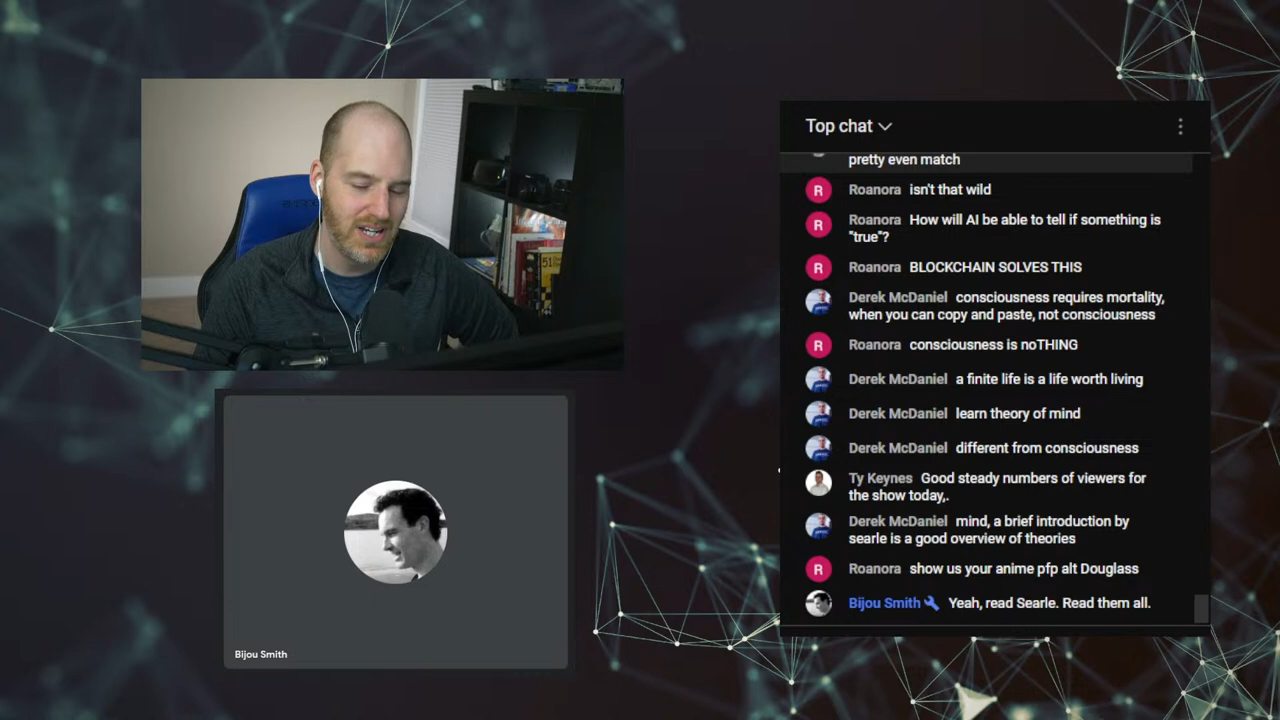 Top chat
pretty even match
Roanora isn't that wild
Roanora How will AI be able to tell if something is
"true"?
Roanora BLOCKCHAIN SOLVES THIS
Derek McDaniel consciousness requires mortality,
when you can copy and paste, not consciousness
Roanora consciousness is noTHING
Derek McDaniel a finite life is a life worth living
Derek McDaniel learn theory of mind
Derek McDaniel different from consciousness
Ty Keynes Good steady numbers of viewers for
the show today,.
Derek McDaniel mind, a brief introduction by
searle is a good overview of theories
Roanora show us your anime pfp alt Douglass
Bijou Smith Yeah, read Searle. Read them all.
R
R
R
R
R
51
Bijou Smith